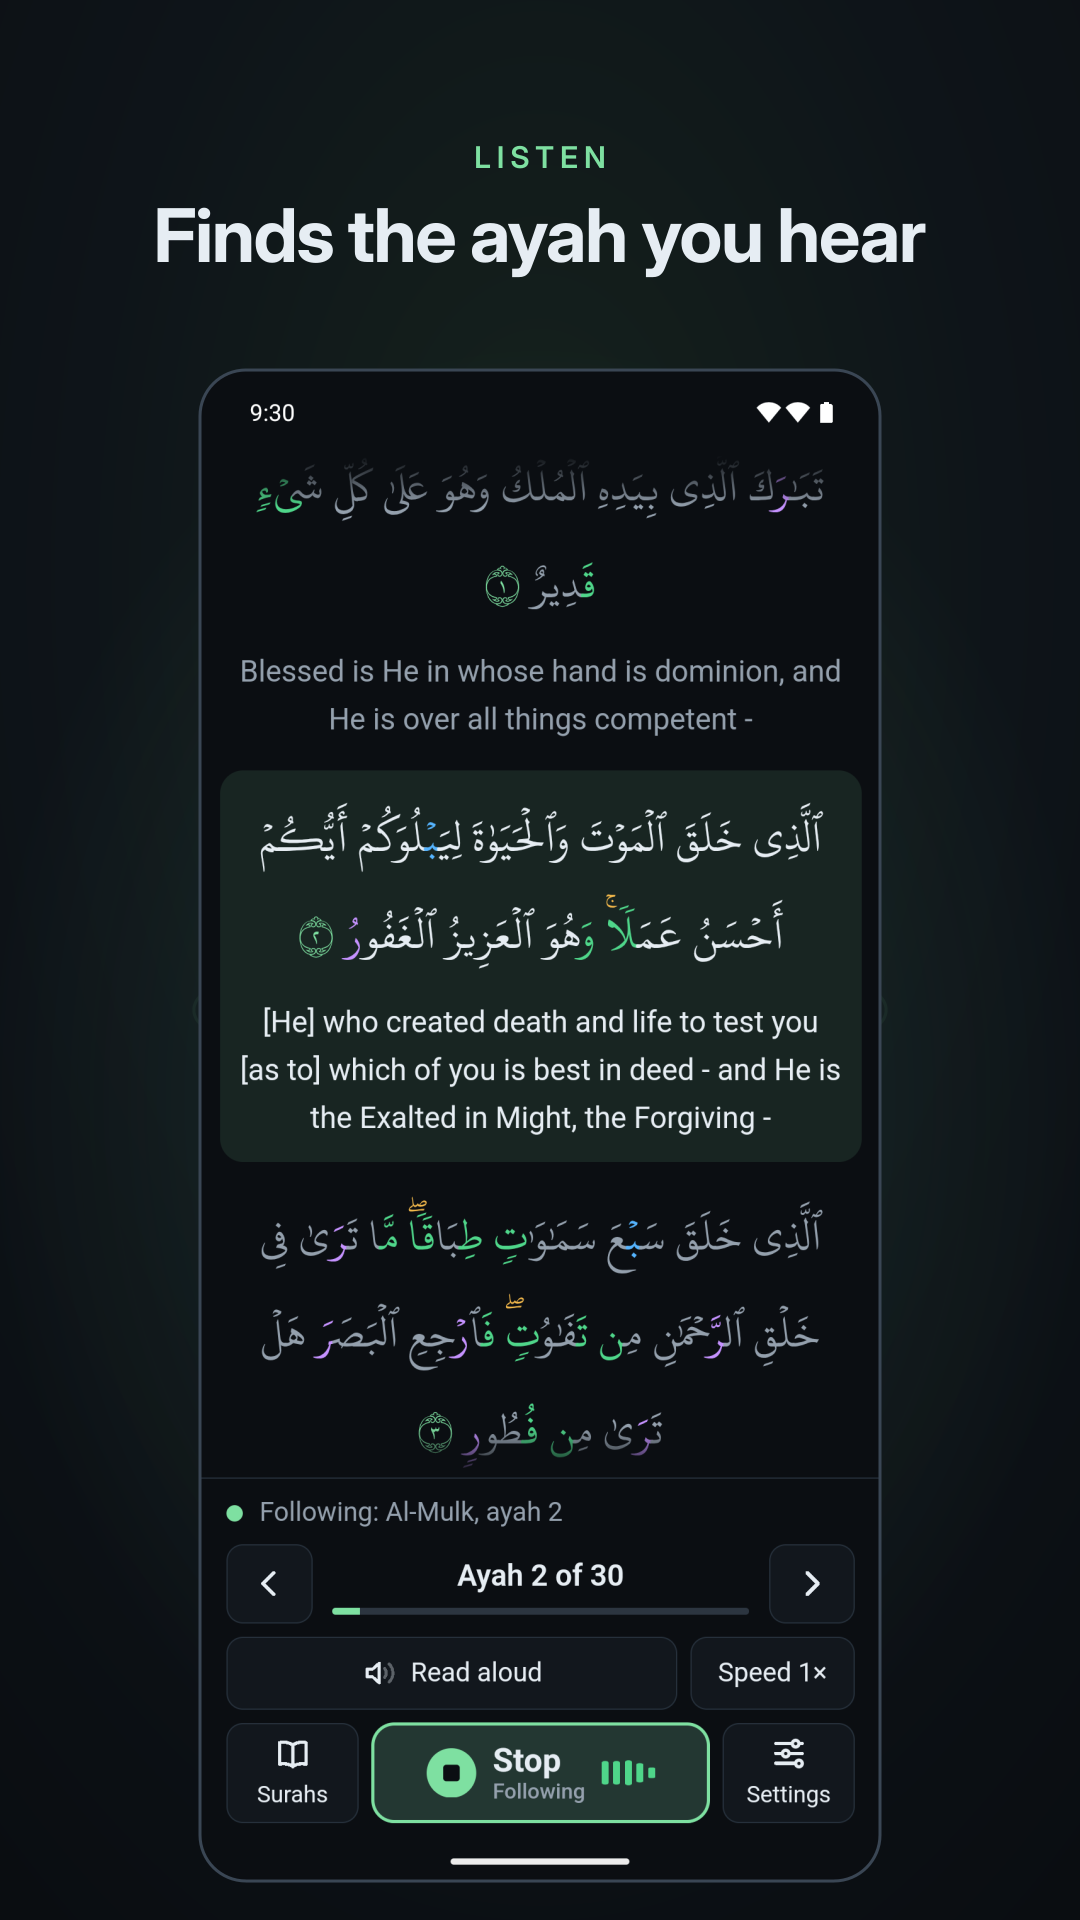 LISTEN
Finds the ayah you hear
9:30
تَبَـٰرَكَ ٱلَّذِى بِيَدِهِ ٱلْمُلْكُ وَهُوَ عَلَىٰ كُلِّ شَىْءٍ
قَدِيرٌ ١
Blessed is He in whose hand is dominion, and
He is over all things competent -
ٱلَّذِى خَلَقَ ٱلْمَوْتَ وَٱلْحَيَوٰةَ لِيَبْلُوَكُمْ أَيُّكُمْ
أَحْسَنُ عَمَلًا ۚ وَهُوَ ٱلْعَزِيزُ ٱلْغَفُورُ ٢
[He] who created death and life to test you
[as to] which of you is best in deed - and He is
the Exalted in Might, the Forgiving -
ٱلَّذِى خَلَقَ سَبْعَ سَمَـٰوَٰتٍ طِبَاقًا ۖ مَّا تَرَىٰ فِى
خَلْقِ ٱلرَّحْمَـٰنِ مِن تَفَـٰوُتٍ ۖ فَٱرْجِعِ ٱلْبَصَرَ هَلْ
تَرَىٰ مِن فُطُورٍ ٣
Following: Al-Mulk, ayah 2
Ayah 2 of 30
Read aloud
Speed 1×
Surahs
Stop
Following
Settings